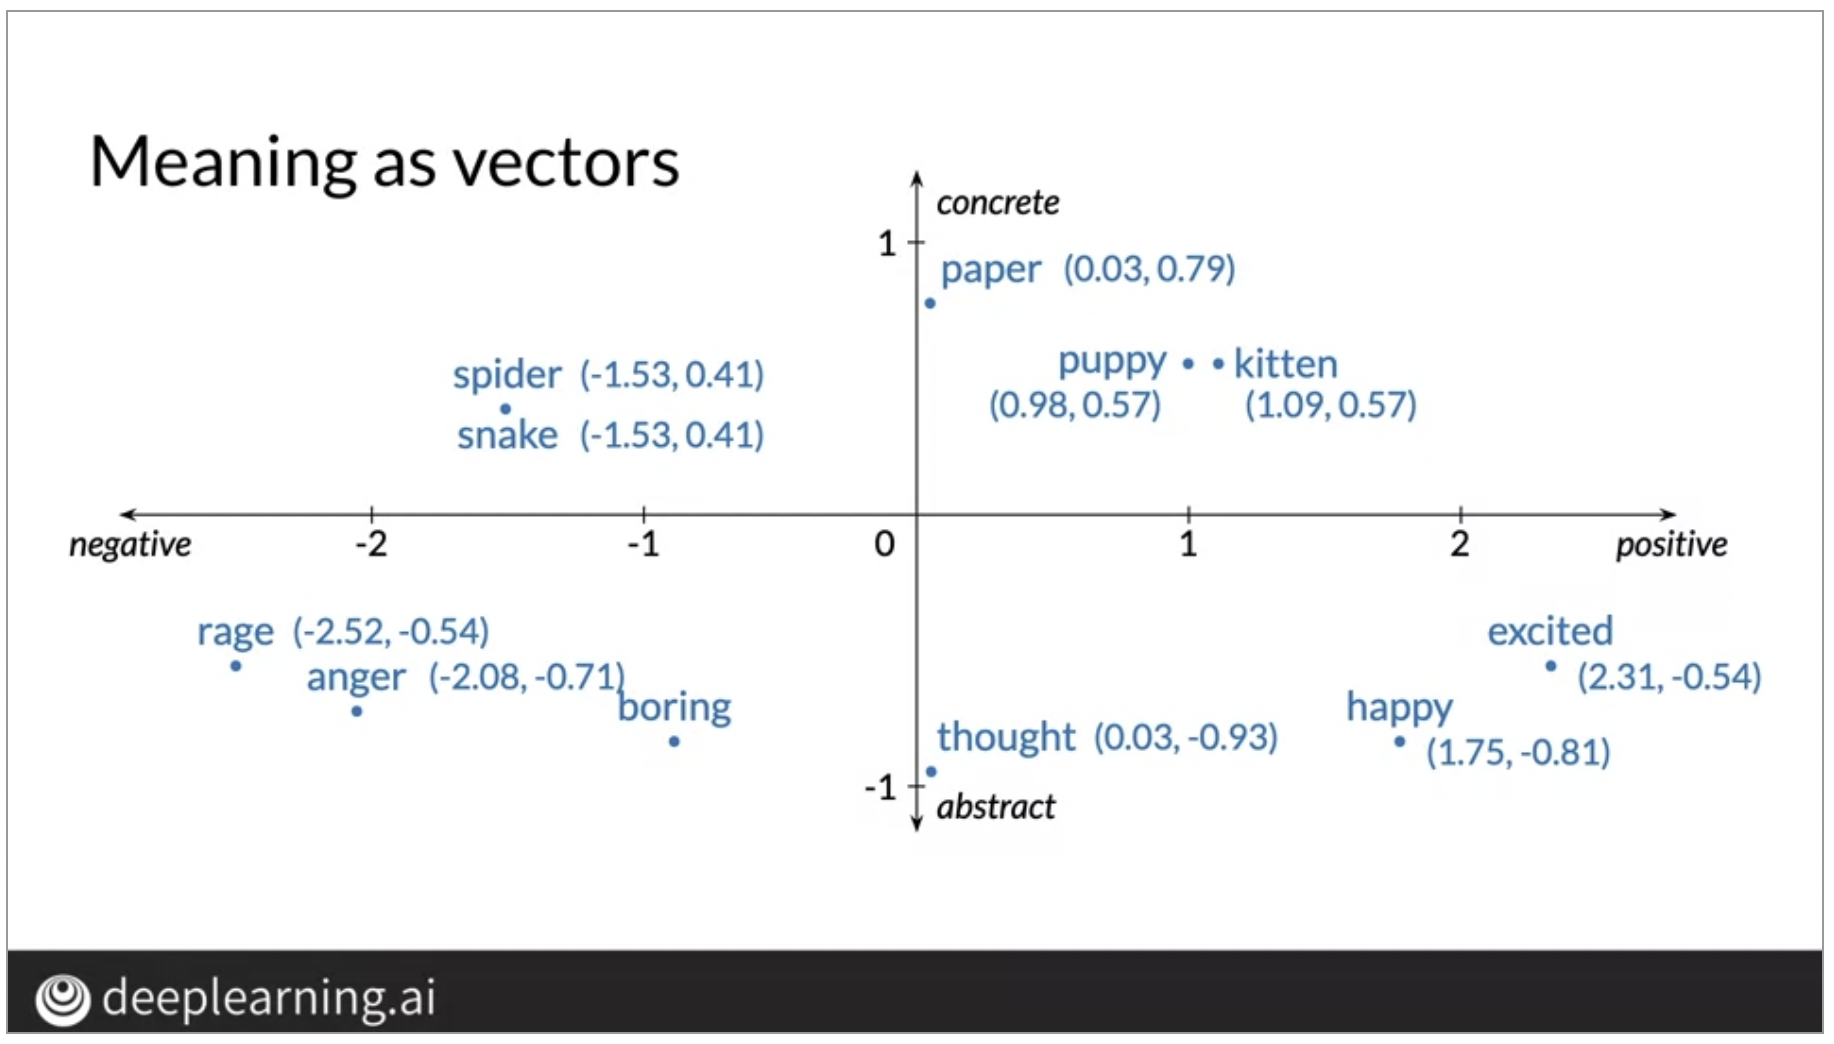 Meaning as vectors
concrete
1
paper (0.03, 0.79)
spider (-1.53, 0.41)
puppy kitten
(0.98, 0.57) (1.09, 0.57)
snake (-1.53, 0.41)
negative -2 -1 0 1 2 positive
rage (-2.52, -0.54)
excited
anger (-2.08, -0.71)
(2.31, -0.54)
boring
happy
thought (0.03, -0.93)
(1.75, -0.81)
-1
abstract
deeplearning.ai